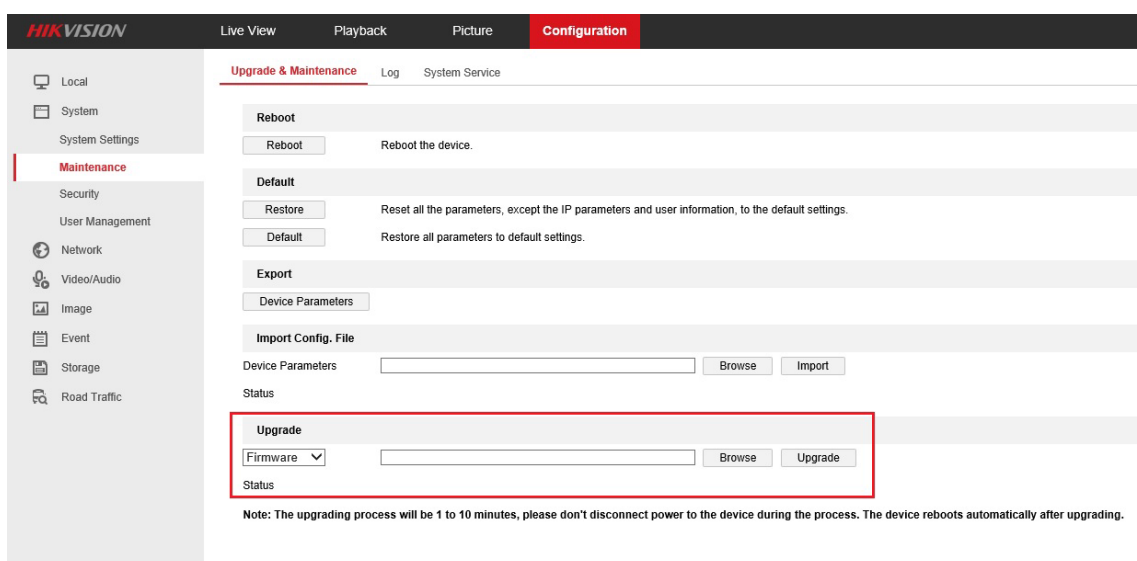 HIKVISION
Live View Playback Picture Configuration
Local
System
System Settings
Maintenance
Security
User Management
Network
Video/Audio
Image
Event
Storage
Road Traffic
Upgrade & Maintenance Log System Service
Reboot
Reboot Reboot the device.
Default
Restore Reset all the parameters, except the IP parameters and user information, to the default settings.
Default Restore all parameters to default settings.
Export
Device Parameters
Import Config. File
Device Parameters Browse Import
Status
Upgrade
Firmware Browse Upgrade
Status
Note: The upgrading process will be 1 to 10 minutes, please don't disconnect power to the device during the process. The device reboots automatically after upgrading.